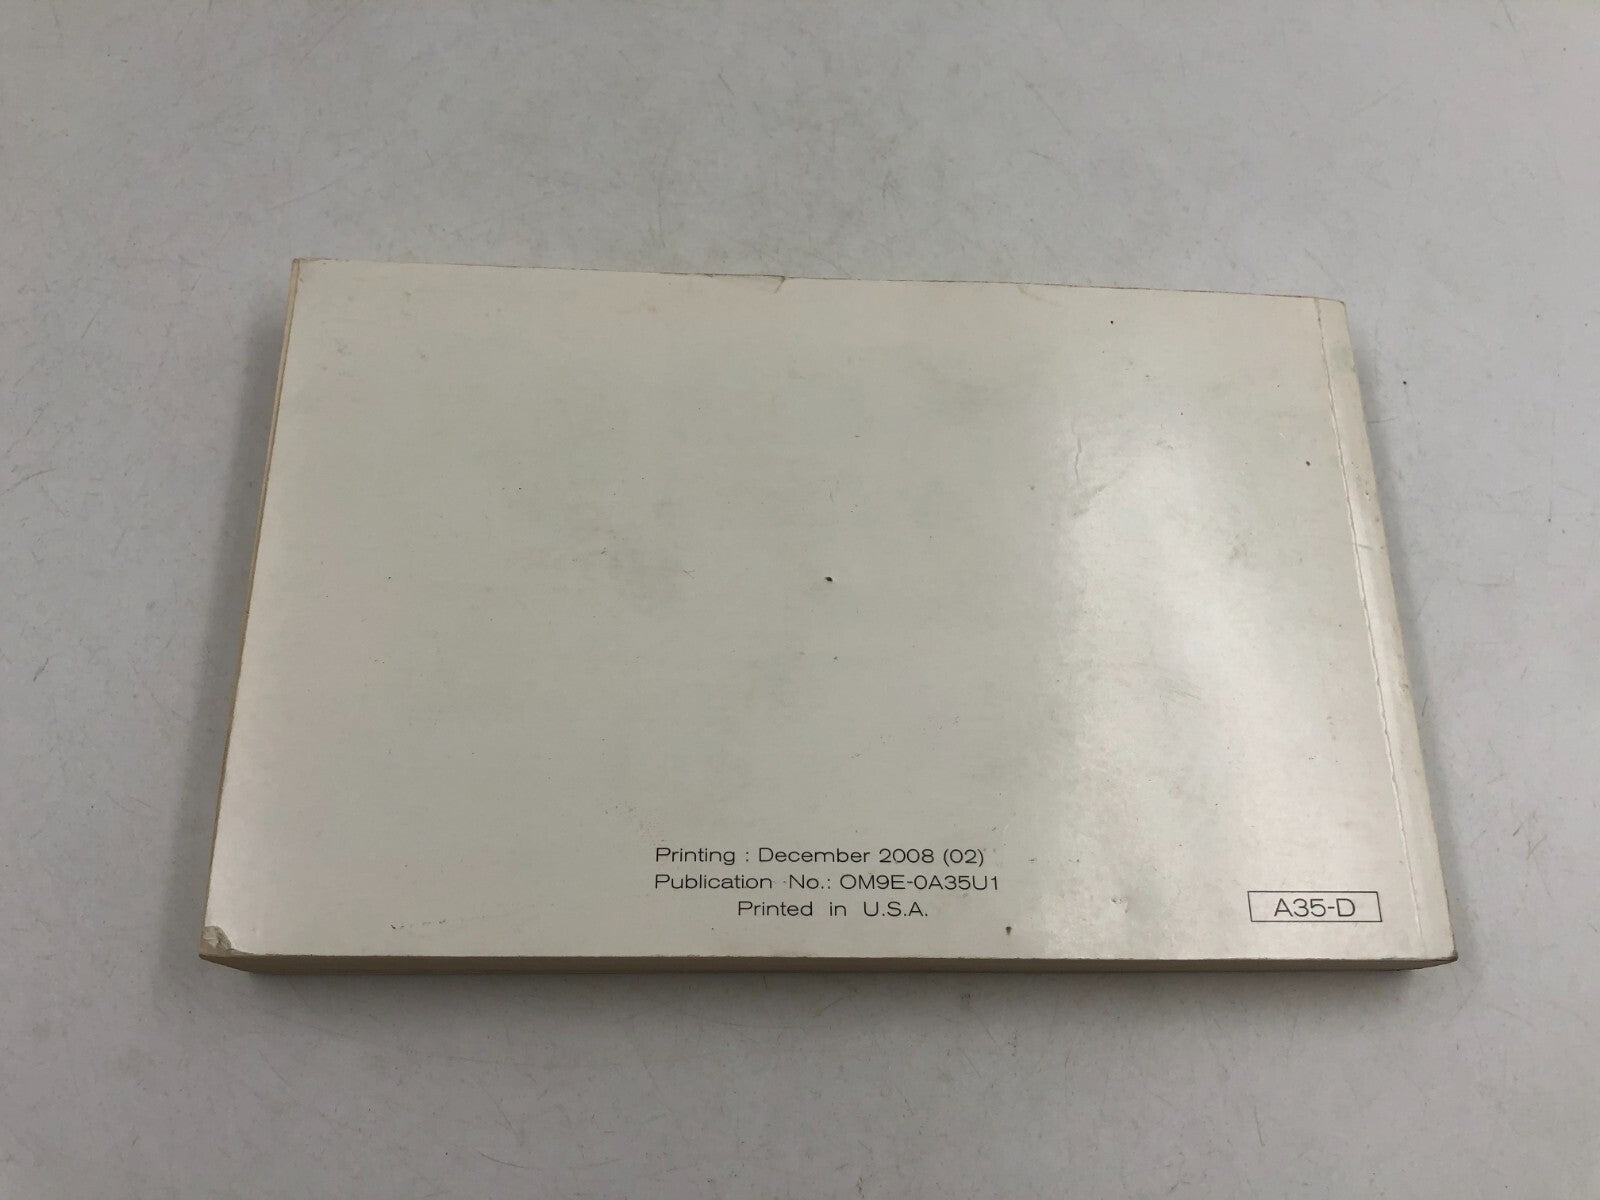 Printing : December 2008 (02)
Publication No.: OM9E-0A35U1
Printed in U.S.A.
A35-D